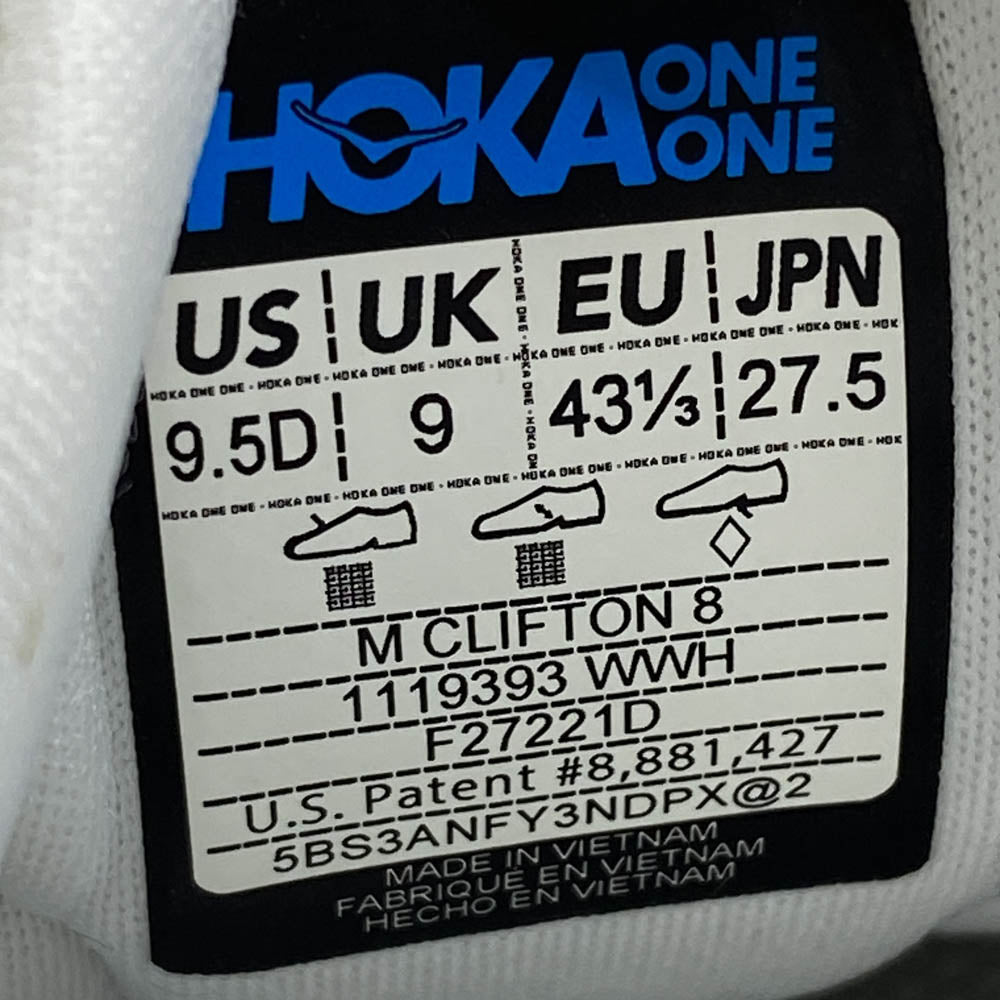 HOKA ONE ONE
US UK EU JPN
9.5D 9 43⅓ 27.5
M CLIFTON 8
1119393 WWH
F27221D
U.S. Patent #8,881,427
5BS3ANFY3NDPX@2
MADE IN VIETNAM
FABRIQUÉ EN VIETNAM
HECHO EN VIETNAM